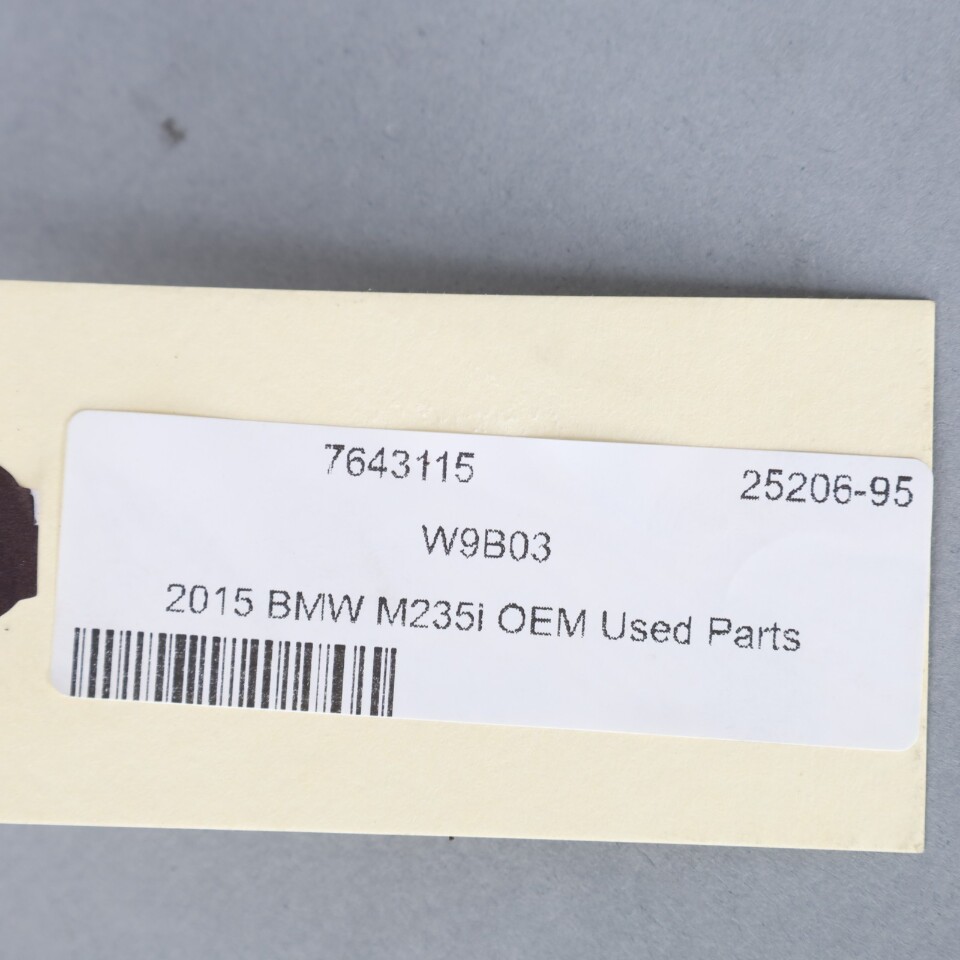 7643115 25206-95
W9B03
2015 BMW M235i OEM Used Parts